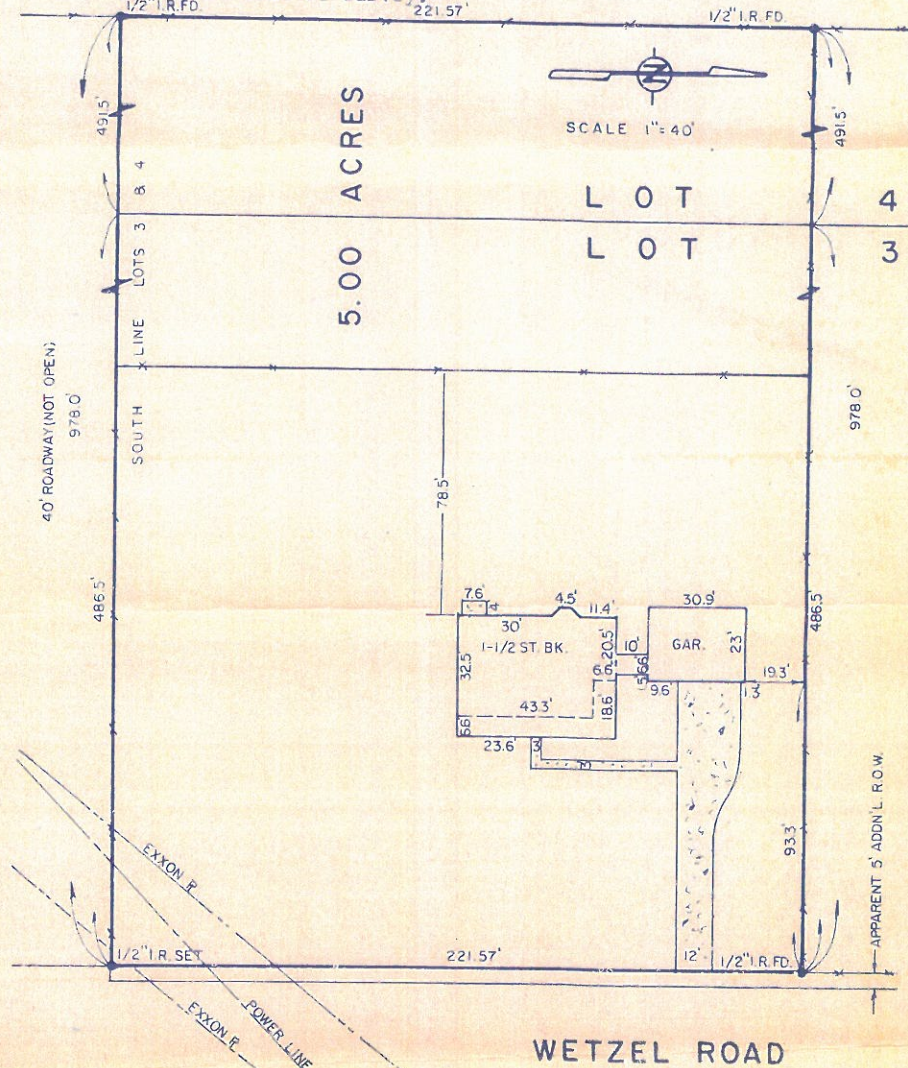 1/2" I.R. FD.
221.57'
1/2" I.R. FD.
N
SCALE 1"=40'
491.5'
491.5'
5.00 ACRES
LOT 4
LOT 3
SOUTH LINE LOTS 3 & 4
40' ROADWAY (NOT OPEN)
978.0'
978.0'
78.5'
486.5'
486.5'
7.6'
4'
4.5'
11.4'
30.9'
30'
1-1/2 ST. BK.
20.5'
10'
6.6'
GAR.
23'
32.5
6.6'
5'
9.6'
1.3'
19.3'
43.3'
18.6'
6.6'
23.6'
3'
3'
93.3'
EXXON P
EXXON P
POWER LINE
1/2" I.R. SET
221.57'
12'
1/2" I.R. FD.
APPARENT 5' ADDN'L. R.O.W.
WETZEL ROAD